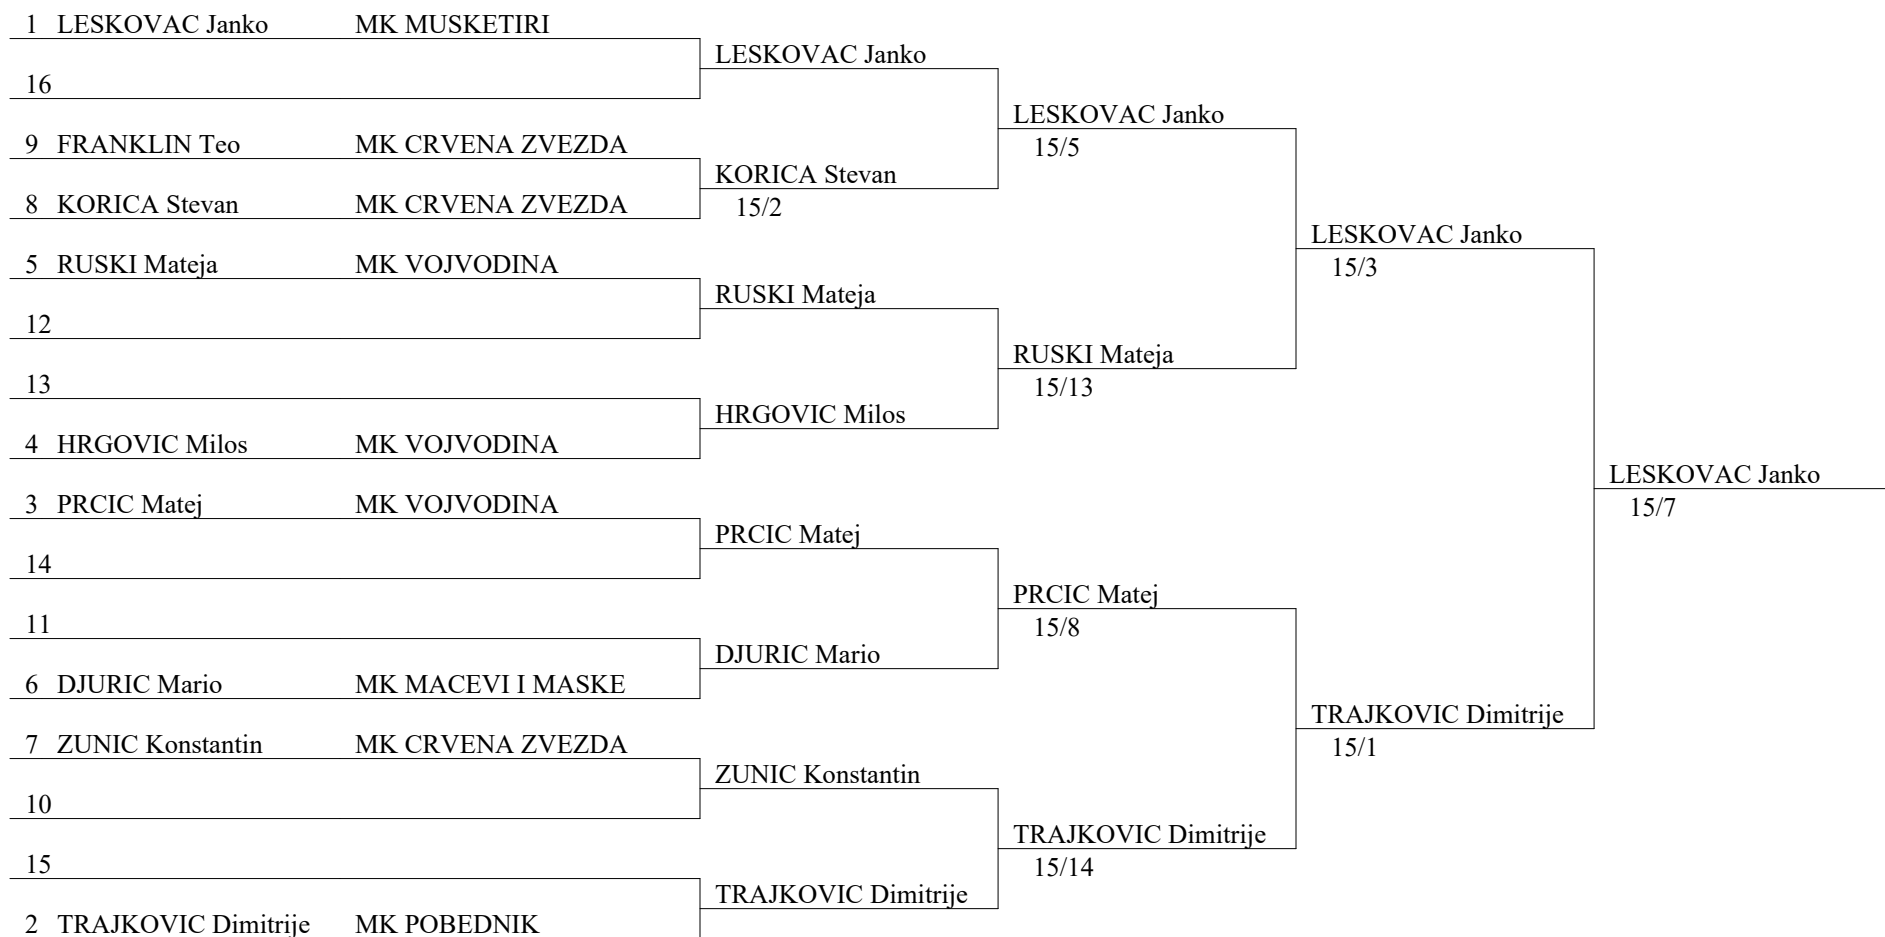 1 LESKOVAC Janko MK MUSKETIRI
LESKOVAC Janko
16
LESKOVAC Janko
9 FRANKLIN Teo MK CRVENA ZVEZDA
15/5
KORICA Stevan
8 KORICA Stevan MK CRVENA ZVEZDA
15/2
LESKOVAC Janko
5 RUSKI Mateja MK VOJVODINA
15/3
RUSKI Mateja
12
RUSKI Mateja
13
15/13
HRGOVIC Milos
4 HRGOVIC Milos MK VOJVODINA
LESKOVAC Janko
3 PRCIC Matej MK VOJVODINA
15/7
PRCIC Matej
14
PRCIC Matej
11
15/8
DJURIC Mario
6 DJURIC Mario MK MACEVI I MASKE
TRAJKOVIC Dimitrije
7 ZUNIC Konstantin MK CRVENA ZVEZDA
15/1
ZUNIC Konstantin
10
TRAJKOVIC Dimitrije
15
15/14
TRAJKOVIC Dimitrije
2 TRAJKOVIC Dimitrije MK POBEDNIK